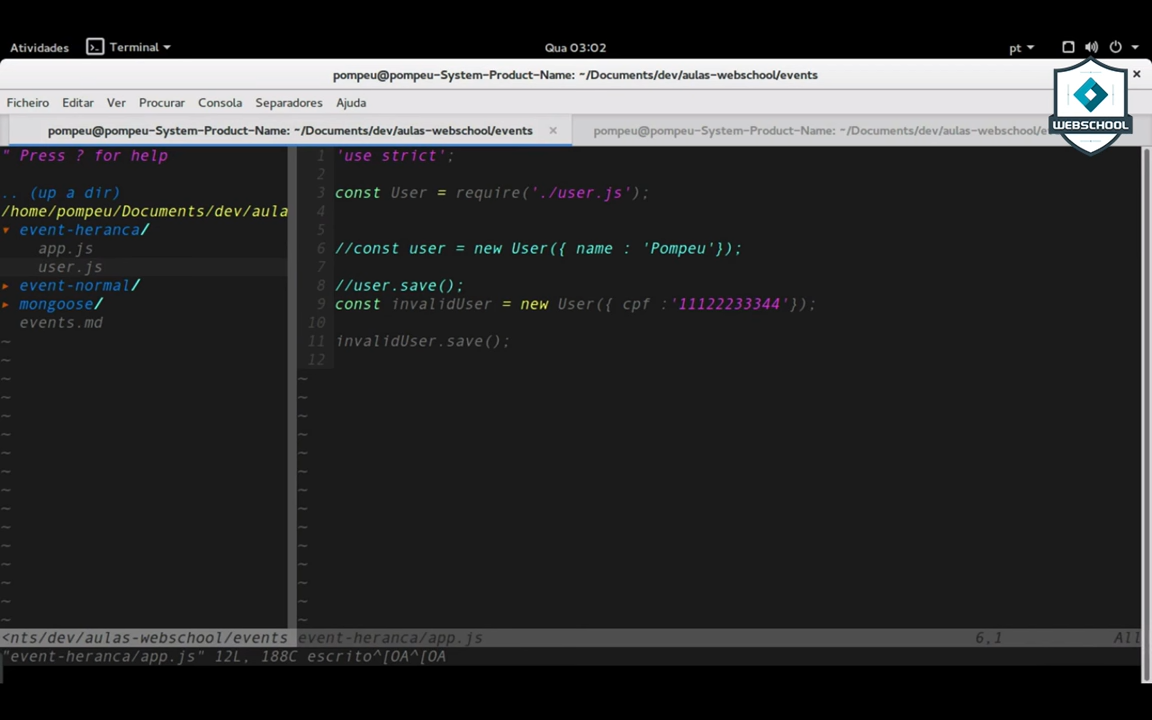 Atividades
Terminal
Qua 03:02
pt
pompeu@pompeu-System-Product-Name: ~/Documents/dev/aulas-webschool/events
WEBSCHOOL
Ficheiro Editar Ver Procurar Consola Separadores Ajuda
pompeu@pompeu-System-Product-Name: ~/Documents/dev/aulas-webschool/events
pompeu@pompeu-System-Product-Name: ~/Documents/dev/aulas-webschool/
" Press ? for help
.. (up a dir)
/home/pompeu/Documents/dev/aula
▾ event-heranca/
app.js
user.js
▸ event-normal/
▸ mongoose/
events.md
1 'use strict';
2
3 const User = require('./user.js');
4
5
6 //const user = new User({ name : 'Pompeu'});
7
8 //user.save();
9 const invalidUser = new User({ cpf :'11122233344'});
10
11 invalidUser.save();
12
<nts/dev/aulas-webschool/events
event-heranca/app.js 6,1 All
"event-heranca/app.js" 12L, 188C escrito^[OA^[OA